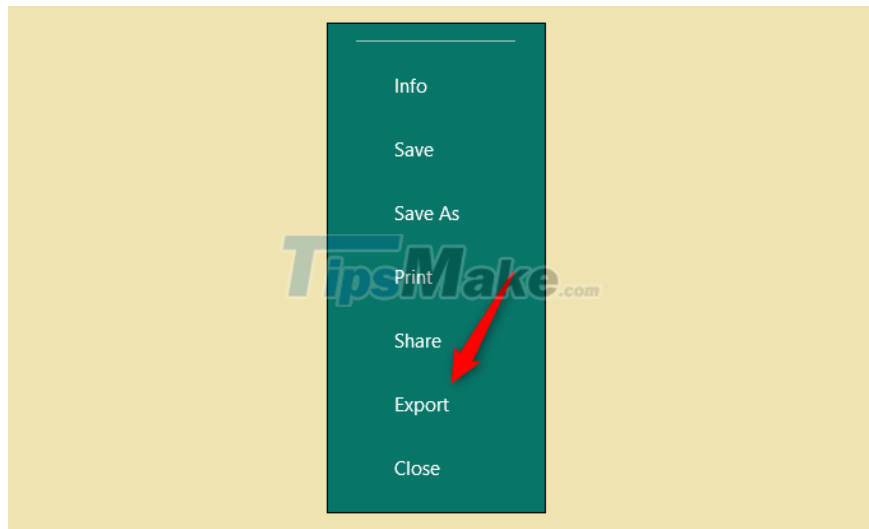 Info
Save
Save As
TipsMake.com
Print
Share
Export
Close